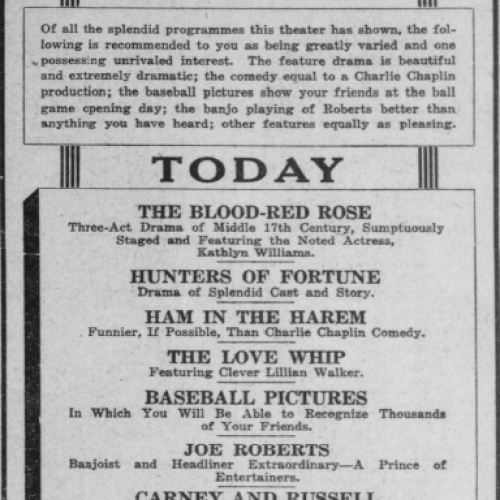 Of all the splendid programmes this theater has shown, the fol-
lowing is recommended to you as being greatly varied and one
possessing unrivaled interest. The feature drama is beautiful
and extremely dramatic; the comedy equal to a Charlie Chaplin
production; the baseball pictures show your friends at the ball
game opening day; the banjo playing of Roberts better than
anything you have heard; other features equally as pleasing.
TODAY
THE BLOOD-RED ROSE
Three-Act Drama of Middle 17th Century, Sumptuously
Staged and Featuring the Noted Actress,
Kathlyn Williams.
HUNTERS OF FORTUNE
Drama of Splendid Cast and Story.
HAM IN THE HAREM
Funnier, If Possible, Than Charlie Chaplin Comedy.
THE LOVE WHIP
Featuring Clever Lillian Walker.
BASEBALL PICTURES
In Which You Will Be Able to Recognize Thousands
of Your Friends.
JOE ROBERTS
Banjoist and Headliner Extraordinary—A Prince of
Entertainers.
CARNEY AND RUSSELL